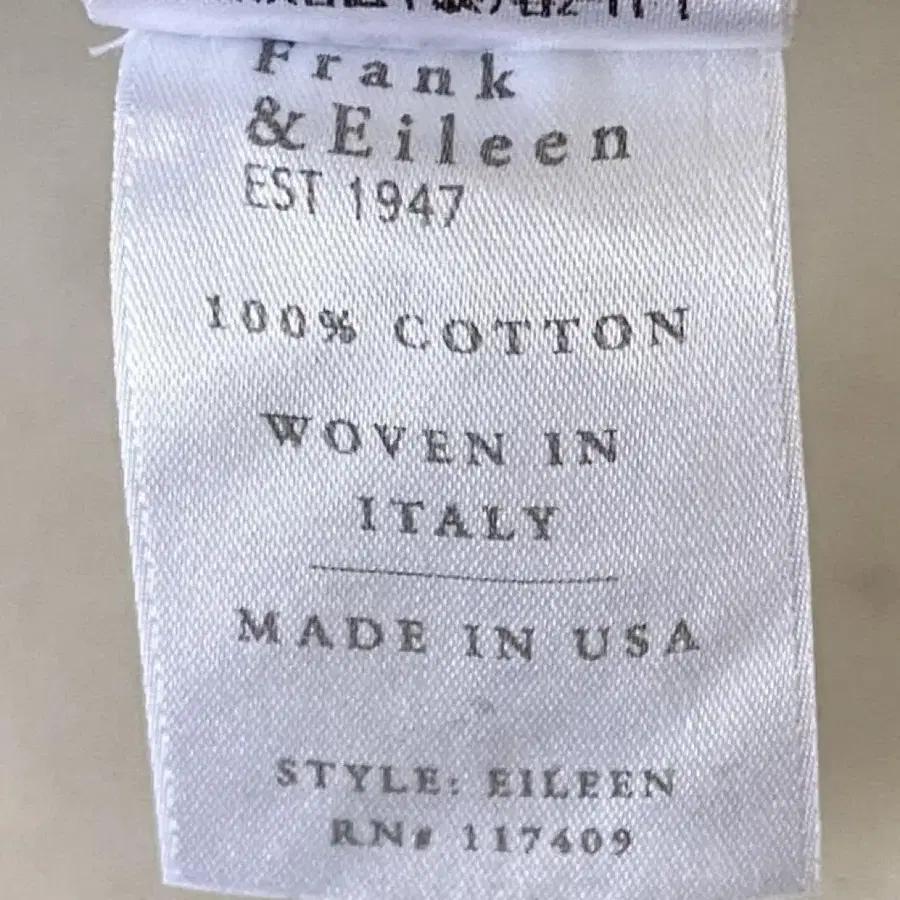 Frank
& Eileen
EST 1947
100% COTTON
WOVEN IN
ITALY
MADE IN USA
STYLE: EILEEN
RN# 117409